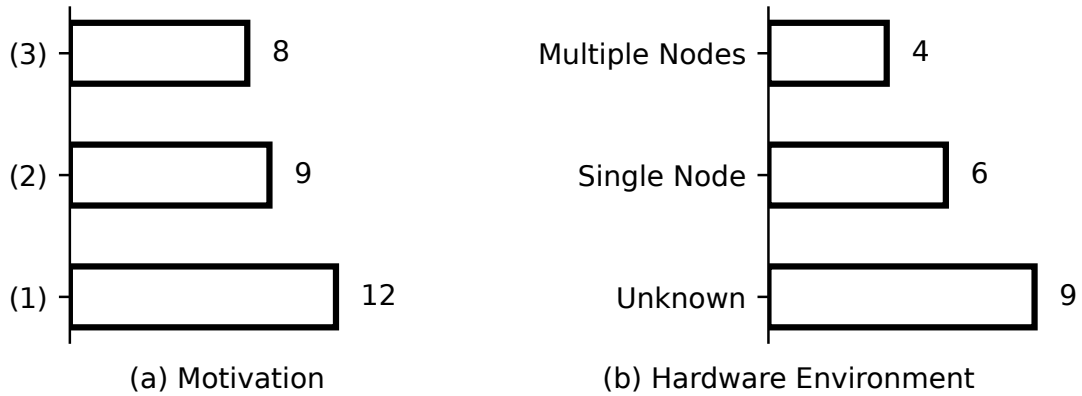 (3)
8
(2)
9
(1)
12
(a) Motivation
Multiple Nodes
4
Single Node
6
Unknown
9
(b) Hardware Environment